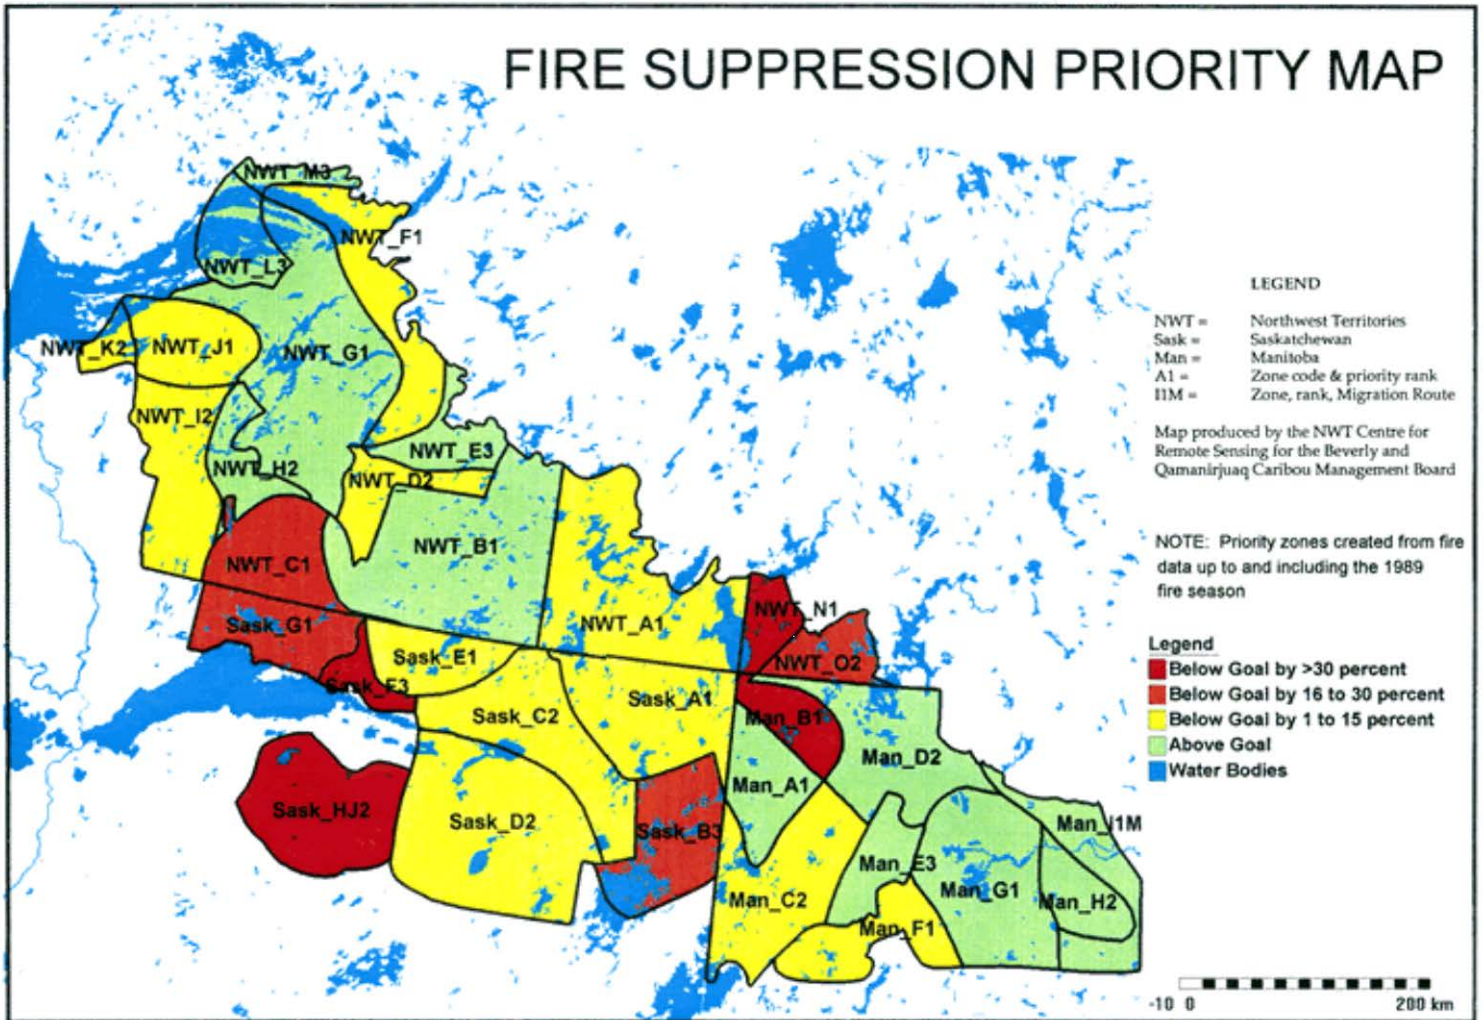 FIRE SUPPRESSION PRIORITY MAP
NWT_M3
NWT_F1
NWT_L3
NWT_K2
NWT_J1
NWT_G1
NWT_I2
NWT_E3
NWT_H2
NWT_D2
NWT_B1
NWT_C1
NWT_N1
Sask_G1
NWT_A1
Sask_E1
NWT_O2
Sask_F3
Sask_A1
Sask_C2
Man_B1
Man_D2
Man_A1
Sask_HJ2
Sask_D2
Sask_B3
Man_I1M
Man_E3
Man_G1
Man_C2
Man_H2
Man_F1
LEGEND
NWT = Northwest Territories
Sask = Saskatchewan
Man = Manitoba
A1 = Zone code & priority rank
I1M = Zone, rank, Migration Route
Map produced by the NWT Centre for
Remote Sensing for the Beverly and
Qamanirjuaq Caribou Management Board
NOTE: Priority zones created from fire
data up to and including the 1989
fire season
Legend
Below Goal by >30 percent
Below Goal by 16 to 30 percent
Below Goal by 1 to 15 percent
Above Goal
Water Bodies
-10 0 200 km